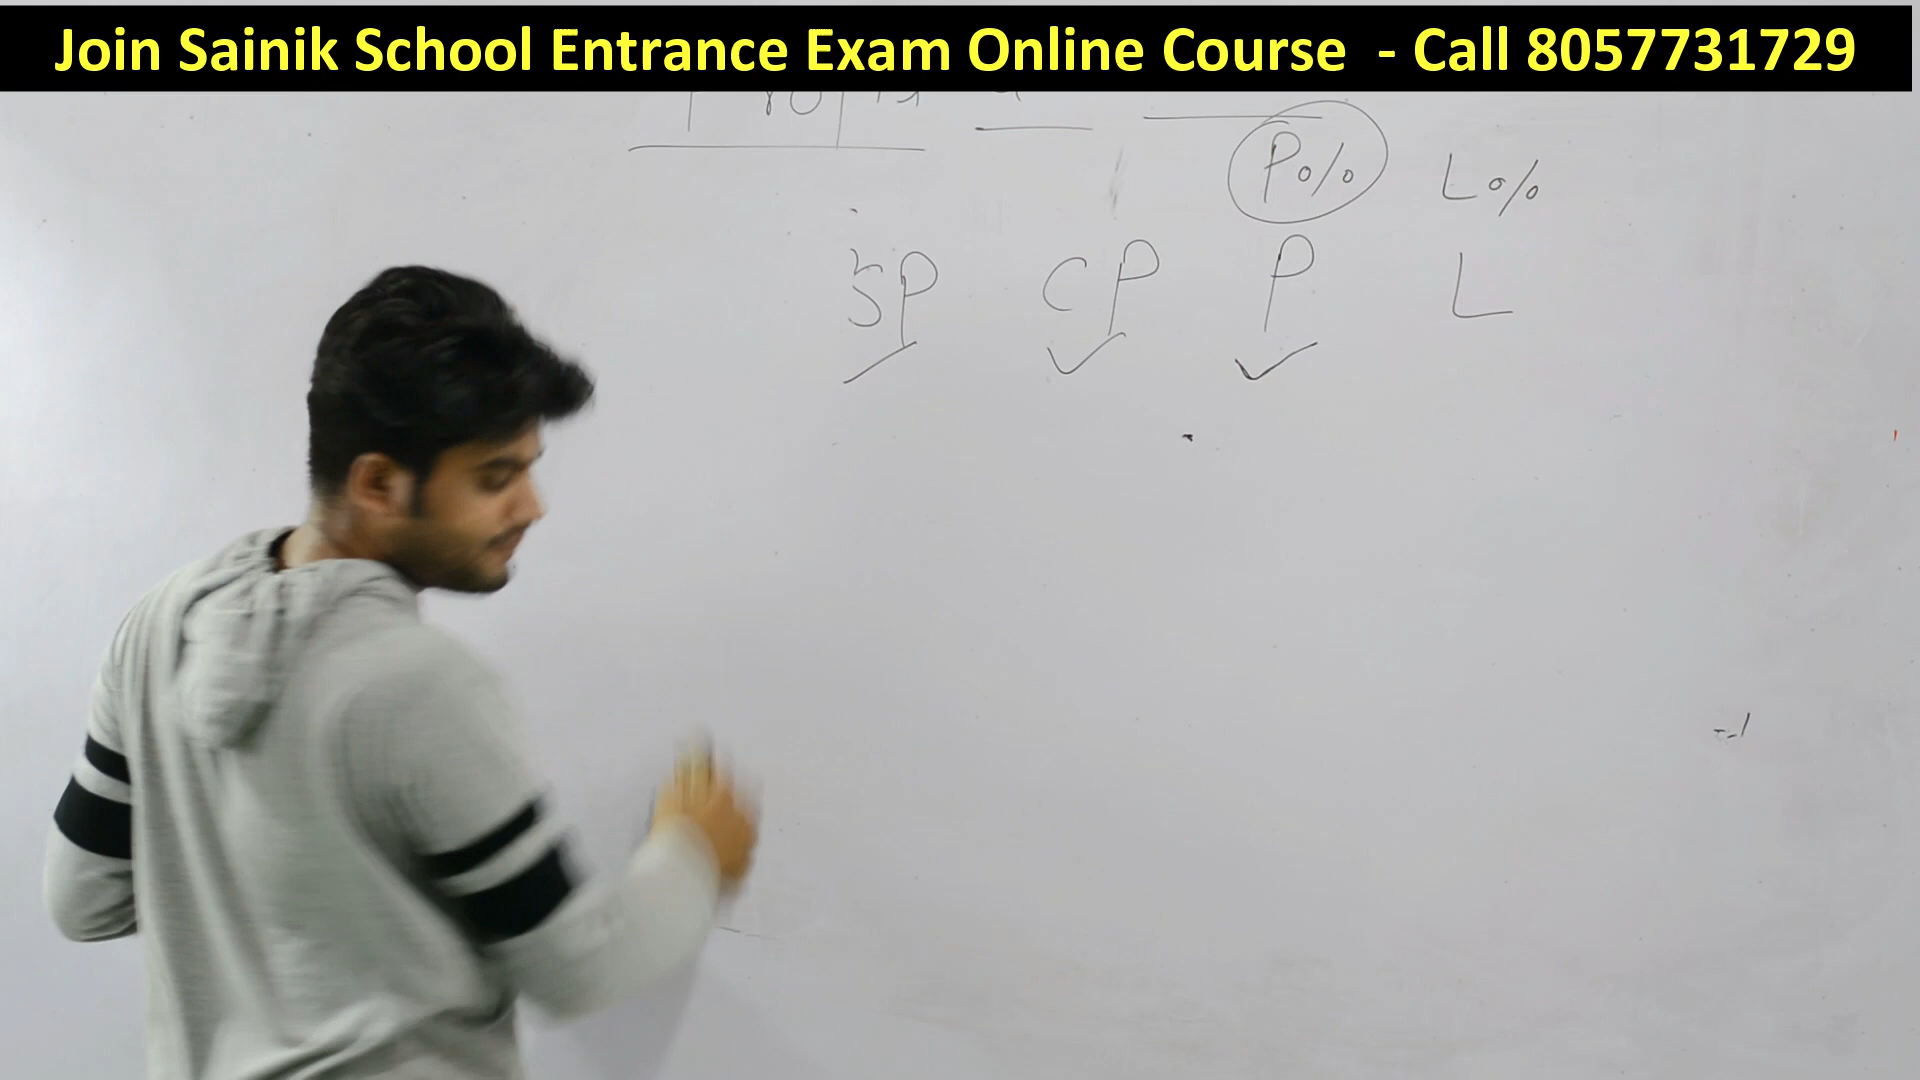 Join Sainik School Entrance Exam Online Course - Call 8057731729
P% L%
SP CP P L